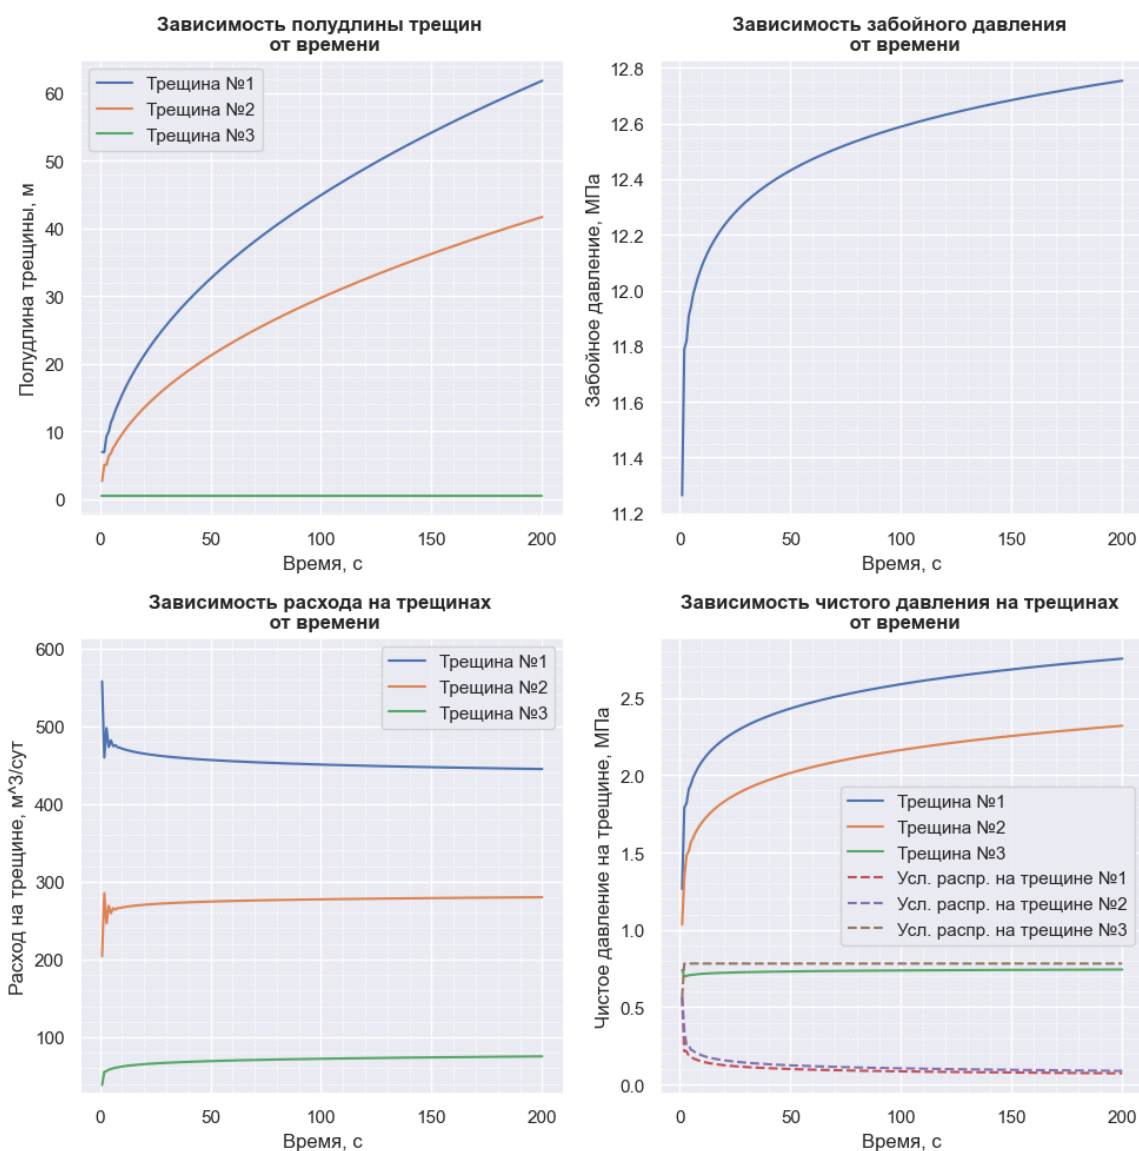 Зависимость полудлины трещин
от времени
Трещина №1
Трещина №2
Трещина №3
Полудлина трещины, м
60
50
40
30
20
10
0
0
50
100
150
200
Время, с
Зависимость забойного давления
от времени
Забойное давление, МПа
12.8
12.6
12.4
12.2
12.0
11.8
11.6
11.4
11.2
0
50
100
150
200
Время, с
Зависимость расхода на трещинах
от времени
Трещина №1
Трещина №2
Трещина №3
Расход на трещине, м^3/сут
600
500
400
300
200
100
0
50
100
150
200
Время, с
Зависимость чистого давления на трещинах
от времени
Чистое давление на трещине, МПа
2.5
2.0
1.5
1.0
0.5
0.0
Трещина №1
Трещина №2
Трещина №3
Усл. распр. на трещине №1
Усл. распр. на трещине №2
Усл. распр. на трещине №3
0
50
100
150
200
Время, с